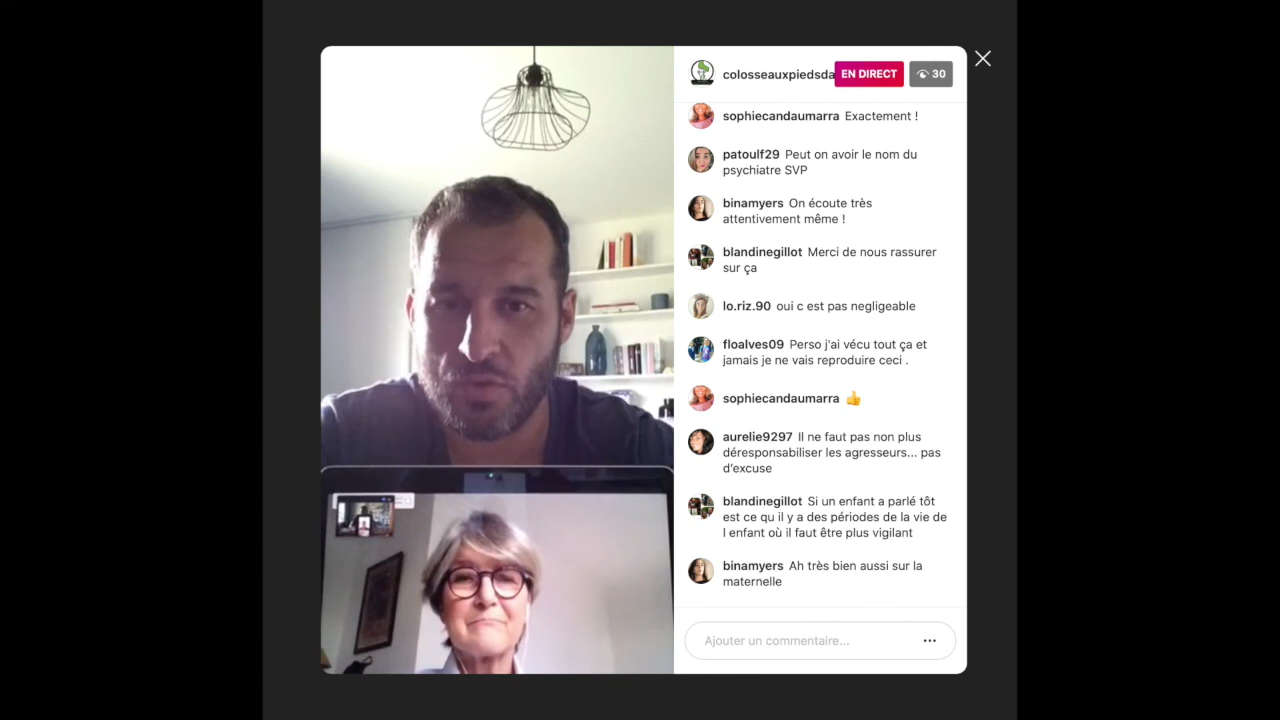 colosseauxpiedsda
EN DIRECT
30
sophiecandaumarra Exactement !
patoulf29 Peut on avoir le nom du
psychiatre SVP
binamyers On écoute très
attentivement même !
blandinegillot Merci de nous rassurer
sur ça
lo.riz.90 oui c est pas negligeable
floalves09 Perso j'ai vécu tout ça et
jamais je ne vais reproduire ceci .
sophiecandaumarra 👍
aurelie9297 Il ne faut pas non plus
déresponsabiliser les agresseurs... pas
d'excuse
blandinegillot Si un enfant a parlé tôt
est ce qu il y a des périodes de la vie de
l enfant où il faut être plus vigilant
binamyers Ah très bien aussi sur la
maternelle
Ajouter un commentaire...